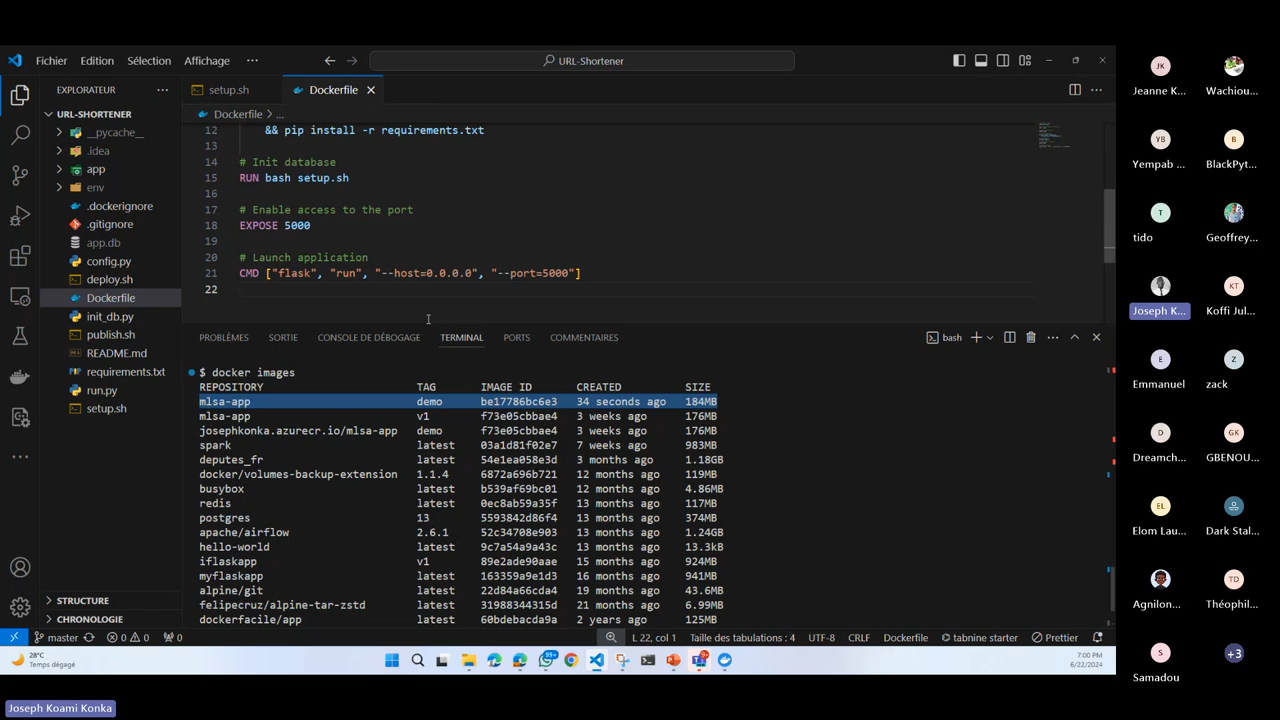 Fichier Edition Sélection Affichage ··· URL-Shortener
EXPLORATEUR ···
URL-SHORTENER
__pycache__
.idea
app
env
.dockerignore
.gitignore
app.db
config.py
deploy.sh
Dockerfile
init_db.py
publish.sh
README.md
requirements.txt
run.py
setup.sh
STRUCTURE
CHRONOLOGIE
setup.sh Dockerfile
Dockerfile > ...
12 && pip install -r requirements.txt
13
14 # Init database
15 RUN bash setup.sh
16
17 # Enable access to the port
18 EXPOSE 5000
19
20 # Launch application
21 CMD ["flask", "run", "--host=0.0.0.0", "--port=5000"]
22
PROBLÈMES SORTIE CONSOLE DE DÉBOGAGE TERMINAL PORTS COMMENTAIRES bash
$ docker images
REPOSITORY TAG IMAGE ID CREATED SIZE
mlsa-app demo be17786bc6e3 34 seconds ago 184MB
mlsa-app v1 f73e05cbbae4 3 weeks ago 176MB
josephkonka.azurecr.io/mlsa-app demo f73e05cbbae4 3 weeks ago 176MB
spark latest 03a1d81f02e7 7 weeks ago 983MB
deputes_fr latest 54e1ea058e3d 3 months ago 1.18GB
docker/volumes-backup-extension 1.1.4 6872a696b721 12 months ago 119MB
busybox latest b539af69bc01 12 months ago 4.86MB
redis latest 0ec8ab59a35f 13 months ago 117MB
postgres 13 5593842d86f4 13 months ago 374MB
apache/airflow 2.6.1 52c34708e903 13 months ago 1.24GB
hello-world latest 9c7a54a9a43c 13 months ago 13.3kB
iflaskapp v1 89e2ade90aae 15 months ago 924MB
myflaskapp latest 163359a9e1d3 16 months ago 941MB
alpine/git latest 22d84a66cda4 19 months ago 43.6MB
felipecruz/alpine-tar-zstd latest 31988344315d 21 months ago 6.99MB
dockerfacile/app latest 60bdebacda9a 2 years ago 125MB
master 0 0 0 L 22, col 1 Taille des tabulations : 4 UTF-8 CRLF Dockerfile tabnine starter Prettier
28°C
Temps dégagé
99+
9+
7:00 PM
6/22/2024
JK
Jeanne K...
Wachiou...
YK
Yempab ...
B
BlackPyt...
T
tido
Geoffrey...
Joseph K...
KT
Koffi Jul...
E
Emmanuel
Z
zack
D
Dreamch...
GK
GBENOU...
EL
Elom Lau...
Dark Stal...
Agnilon...
TD
Théophil...
S
Samadou
+3
Joseph Koami Konka